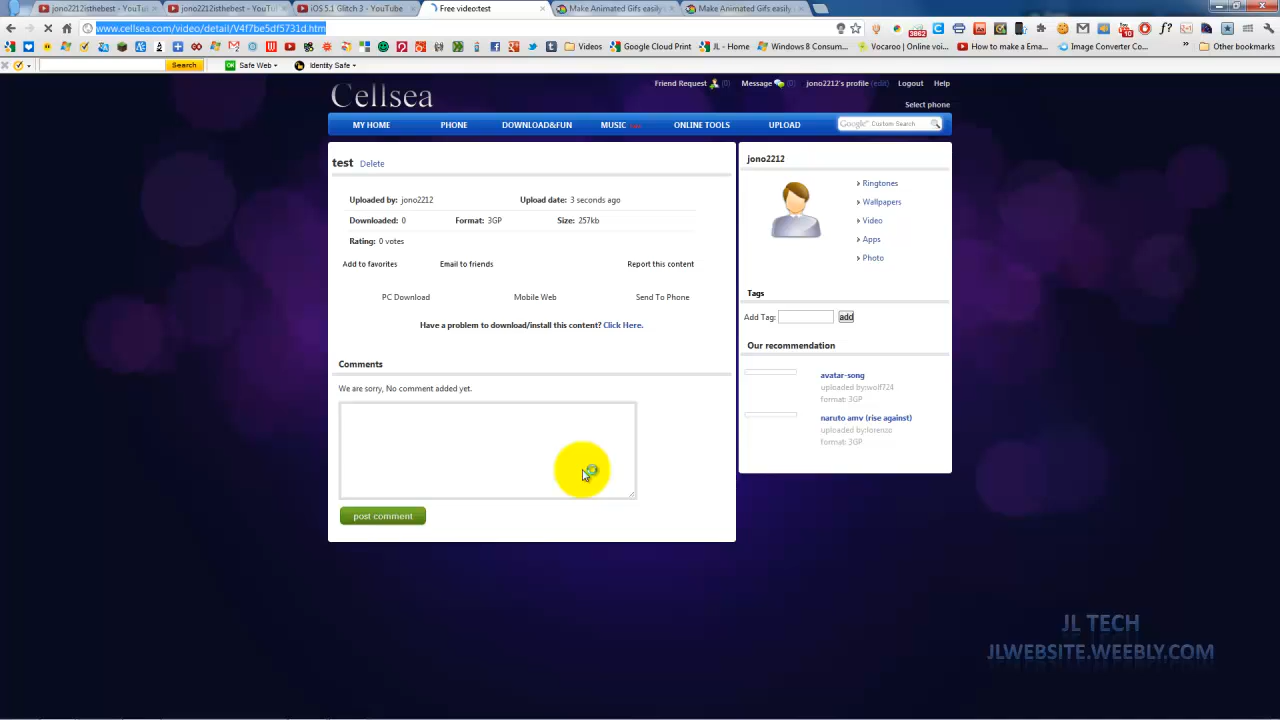 jono2212isthebest - YouTu
jono2212isthebest - YouTu
iOS5.1 Glitch 3 - YouTube
Free video:test
Make Animated Gifs easily
Make Animated Gifs easily
www.cellsea.com/video/detail/V4f7be5df5731d.htm
3862
10
Videos
Google Cloud Print
JL - Home
Windows 8 Consum...
Vocaroo | Online voi...
How to make a Ema...
Image Converter Co...
Other bookmarks
Search
Safe Web
Identity Safe
Cellsea
Friend Request (0) Message (0) jono2212's profile (edit) Logout Help
Select phone
MY HOME PHONE DOWNLOAD&FUN MUSIC ONLINE TOOLS UPLOAD
Google Custom Search
test Delete
Uploaded by: jono2212 Upload date: 3 seconds ago
Downloaded: 0 Format: 3GP Size: 257kb
Rating: 0 votes
Add to favorites Email to friends Report this content
PC Download Mobile Web Send To Phone
Have a problem to download/install this content? Click Here.
Comments
We are sorry, No comment added yet.
post comment
jono2212
Ringtones
Wallpapers
Video
Apps
Photo
Tags
Add Tag: add
Our recommendation
avatar-song
uploaded by:wolf724
format: 3GP
naruto amv (rise against)
uploaded by:lorenzo
format: 3GP
JL TECH
JLWEBSITE.WEEBLY.COM